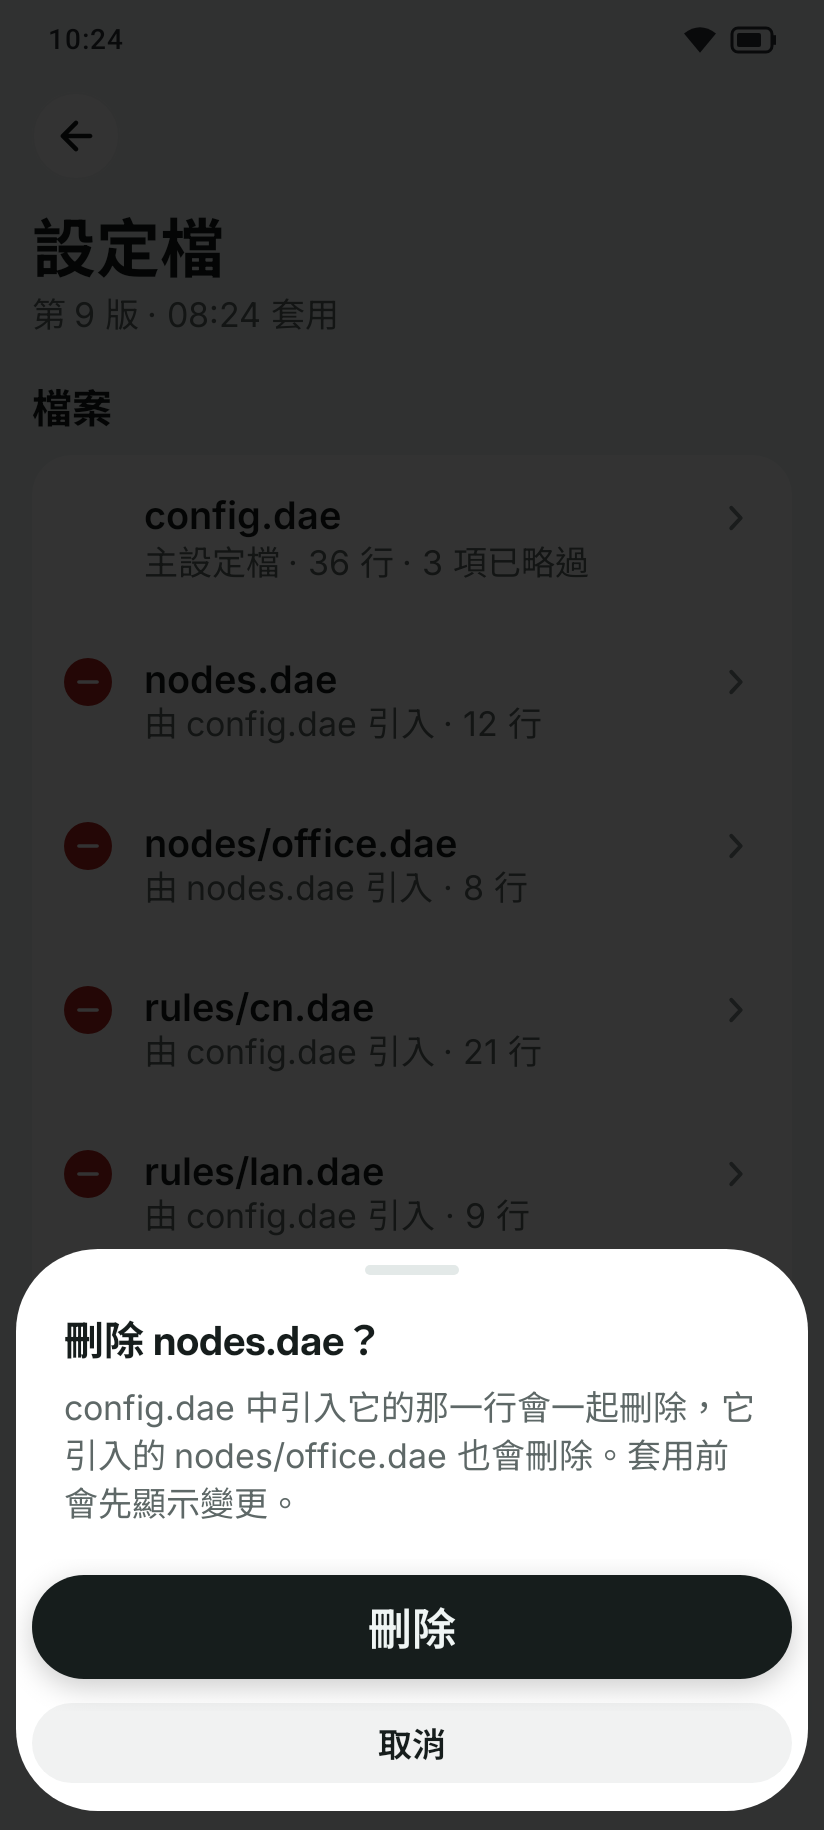 10:24
設定檔
第 9 版 · 08:24 套用
檔案
config.dae
主設定檔 · 36 行 · 3 項已略過
nodes.dae
由 config.dae 引入 · 12 行
nodes/office.dae
由 nodes.dae 引入 · 8 行
rules/cn.dae
由 config.dae 引入 · 21 行
rules/lan.dae
由 config.dae 引入 · 9 行
刪除 nodes.dae？
config.dae 中引入它的那一行會一起刪除，它
引入的 nodes/office.dae 也會刪除。套用前
會先顯示變更。
刪除
取消